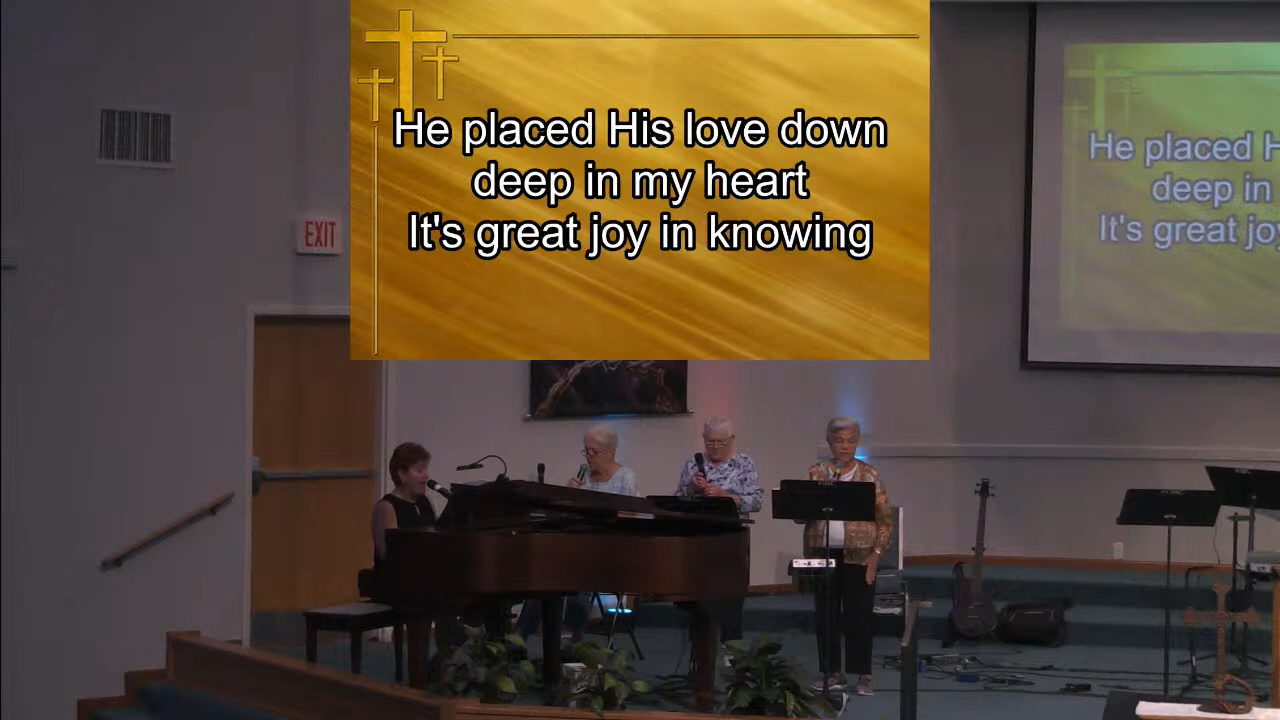 He placed His love down
deep in my heart
It's great joy in knowing
EXIT
He placed
deep in
It's great